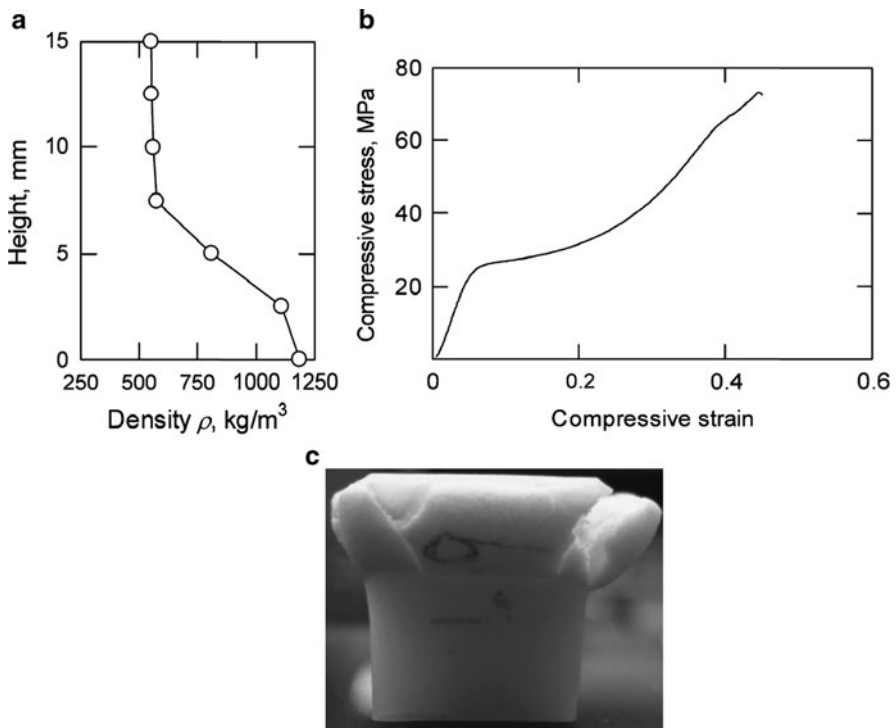 a
15
10
5
0
Height, mm
250 500 750 1000 1250
Density ρ, kg/m³
b
80
60
40
20
0 0.2 0.4 0.6
Compressive stress, MPa
Compressive strain
c